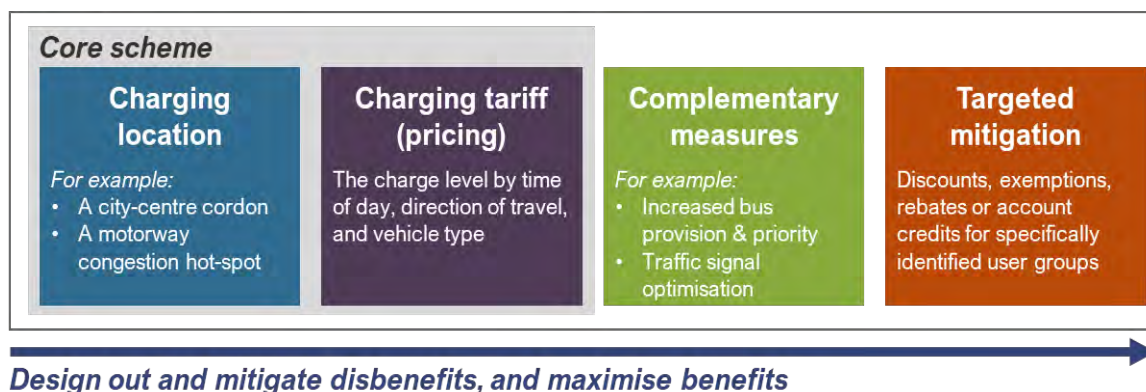 Core scheme
Charging
location
For example:
• A city-centre cordon
• A motorway
congestion hot-spot
Charging tariff
(pricing)
The charge level by time
of day, direction of travel,
and vehicle type
Complementary
measures
For example:
• Increased bus
provision & priority
• Traffic signal
optimisation
Targeted
mitigation
Discounts, exemptions,
rebates or account
credits for specifically
identified user groups
Design out and mitigate disbenefits, and maximise benefits